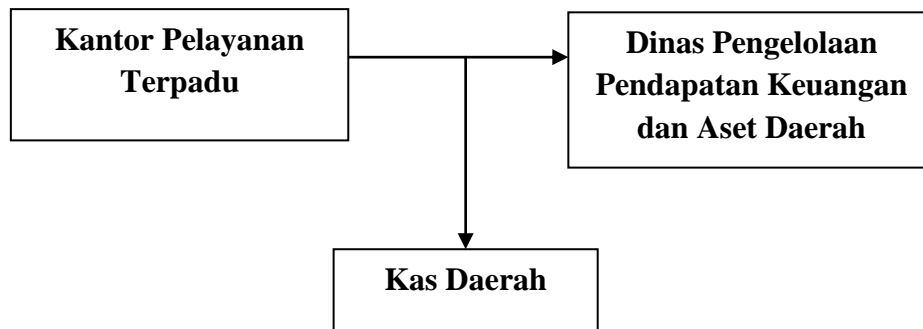 Kantor Pelayanan
Terpadu
Dinas Pengelolaan
Pendapatan Keuangan
dan Aset Daerah
Kas Daerah